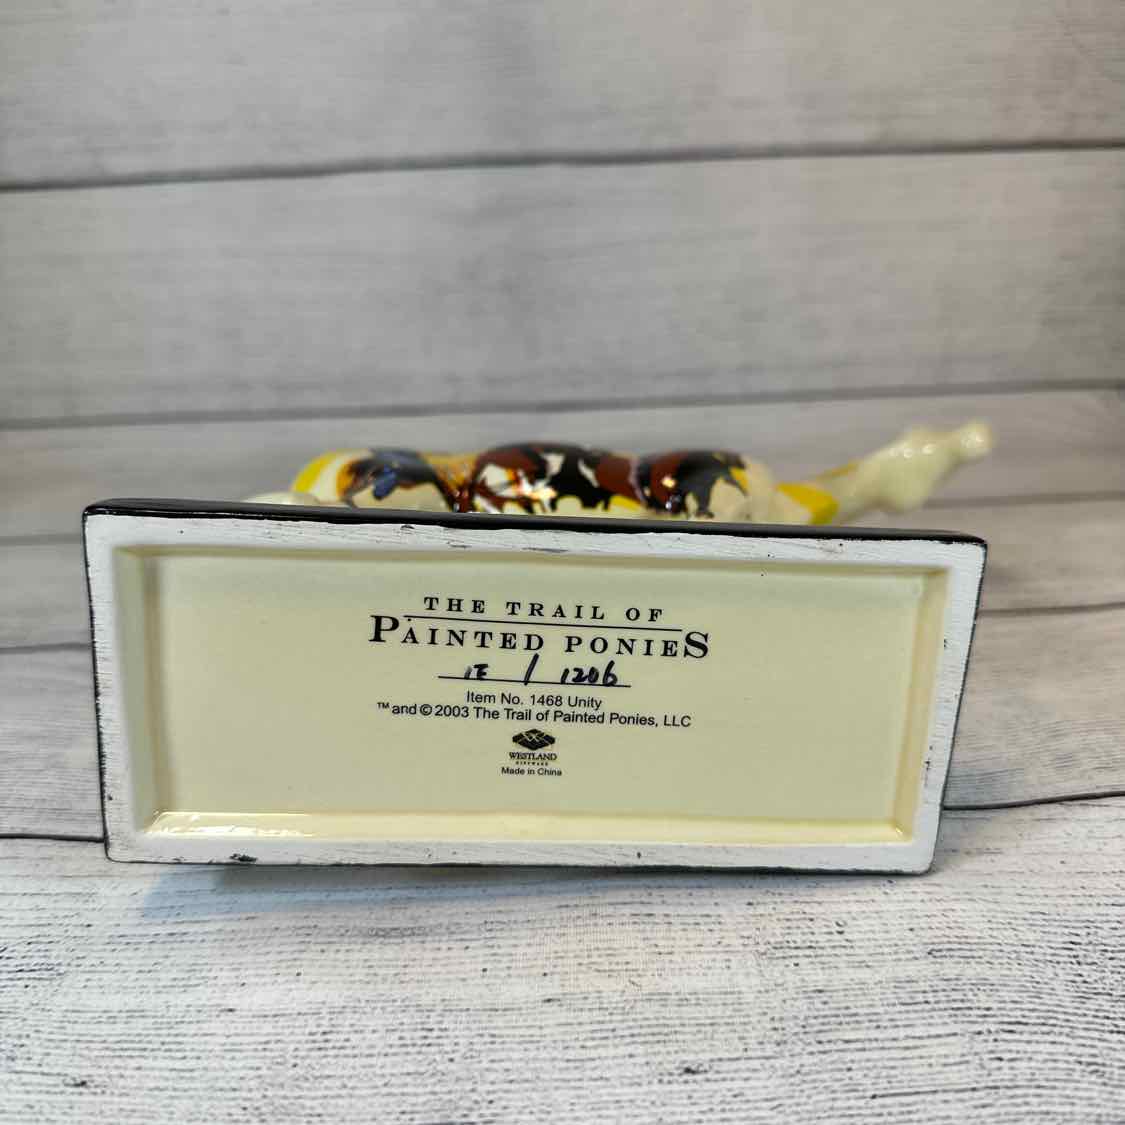 THE TRAIL OF
PAINTED PONIES
1E / 1206
Item No. 1468 Unity
™ and © 2003 The Trail of Painted Ponies, LLC
WESTLAND
GIFTWARE
Made in China